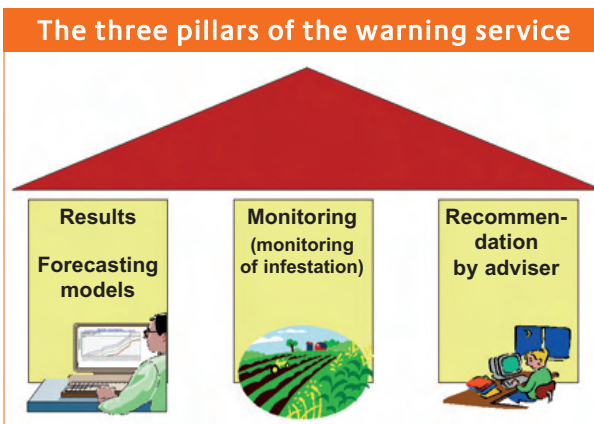 The three pillars of the warning service
Results
Forecasting
models
Monitoring
(monitoring
of infestation)
Recommen-
dation
by adviser